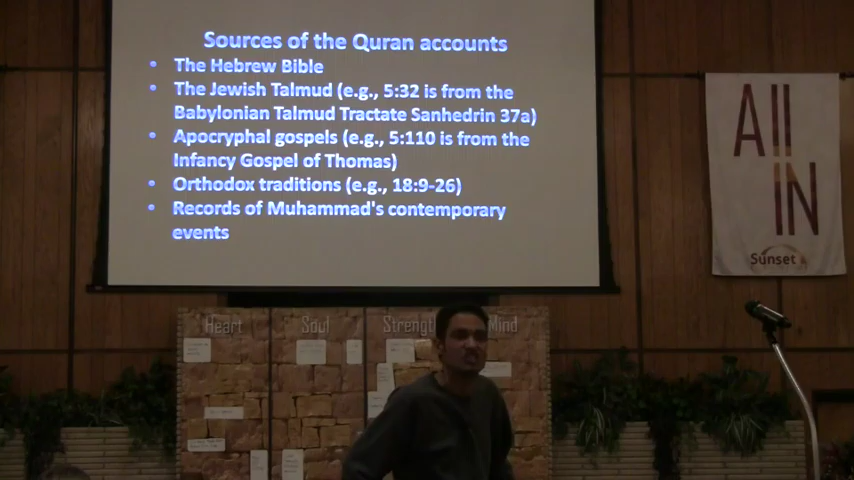 Sources of the Quran accounts
• The Hebrew Bible
• The Jewish Talmud (e.g., 5:32 is from the
Babylonian Talmud Tractate Sanhedrin 37a)
• Apocryphal gospels (e.g., 5:110 is from the
Infancy Gospel of Thomas)
• Orthodox traditions (e.g., 18:9-26)
• Records of Muhammad's contemporary
events
All
IN
Sunset
Heart
Soul
Strength
Mind